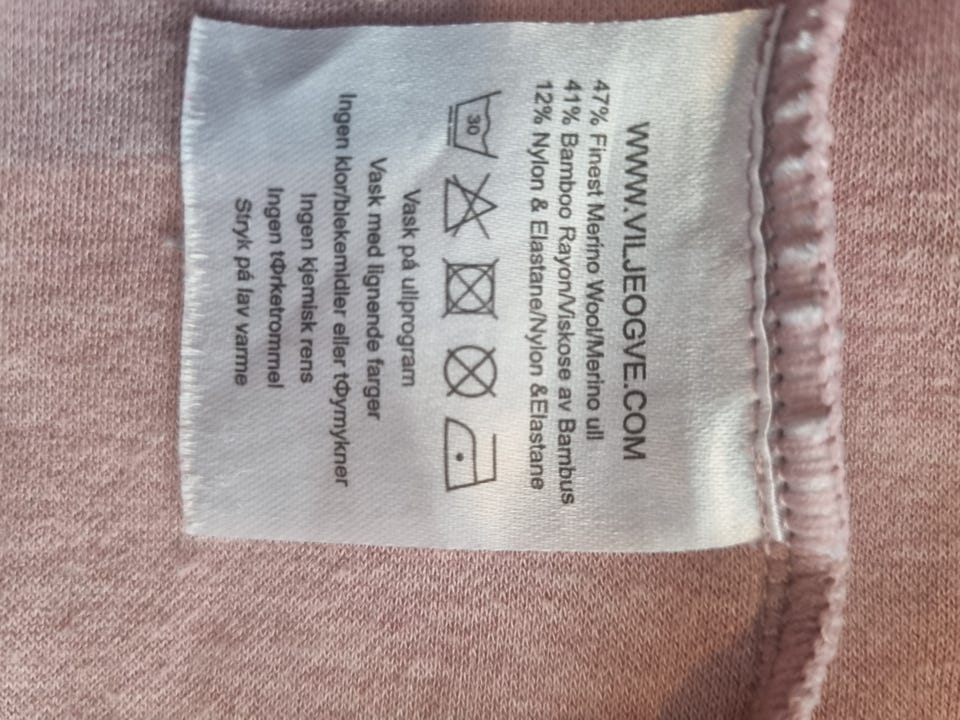 WWW.VILJEOGVE.COM
47% Finest Merino Wool/Merino ull
41% Bamboo Rayon/Viskose av Bambus
12% Nylon & Elastane/Nylon &Elastane
30
Vask på ullprogram
Vask med lignende farger
Ingen klor/blekemidler eller tΦymykner
Ingen kjemisk rens
Ingen tΦrketrommel
Stryk på lav varme